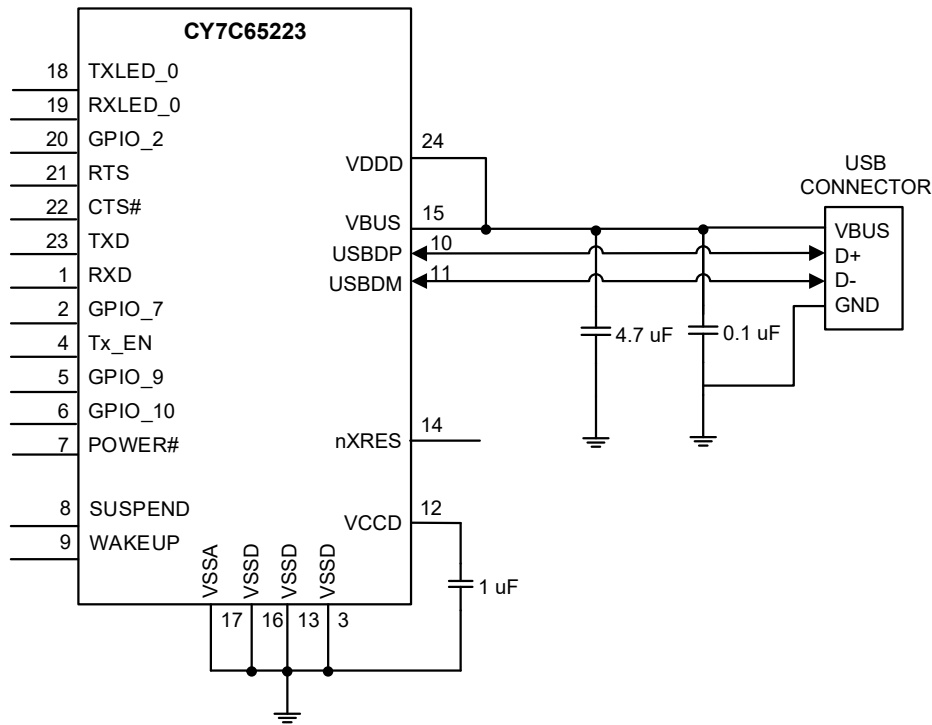 CY7C65223
18 TXLED_0
19 RXLED_0
20 GPIO_2
21 RTS
22 CTS#
23 TXD
1 RXD
2 GPIO_7
4 Tx_EN
5 GPIO_9
6 GPIO_10
7 POWER#
8 SUSPEND
9 WAKEUP
VDDD 24
VBUS 15
USBDP 10
USBDM 11
nXRES 14
VCCD 12
VSSA
VSSD
VSSD
VSSD
17 16 13 3
1 uF
4.7 uF
0.1 uF
USB
CONNECTOR
VBUS
D+
D-
GND